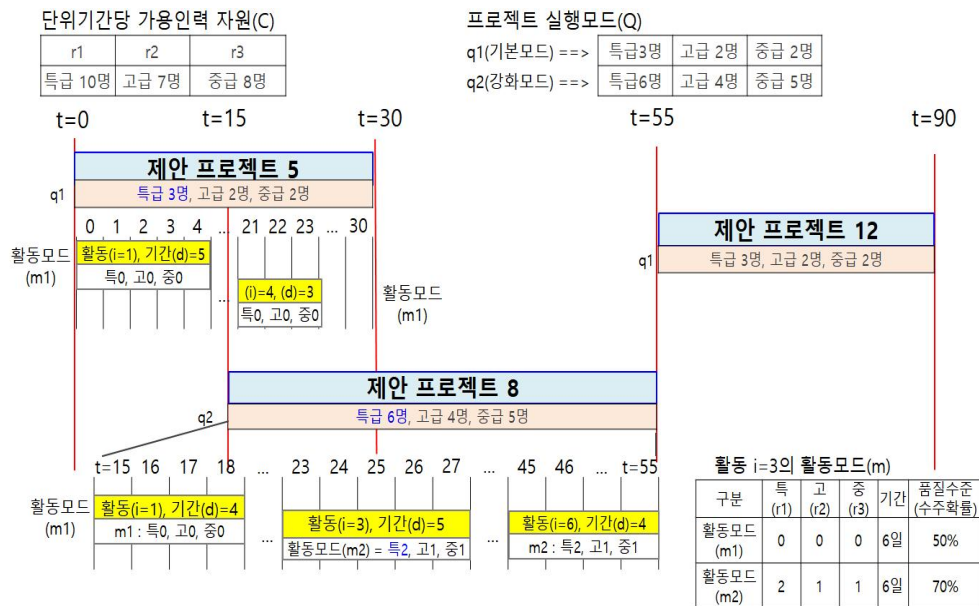 단위기간당 가용인력 자원(C)
r1 r2 r3
특급 10명 고급 7명 중급 8명
프로젝트 실행모드(Q)
q1(기본모드) ==> 특급3명 고급 2명 중급 2명
q2(강화모드) ==> 특급6명 고급 4명 중급 5명
t=0 t=15 t=30 t=55 t=90
제안 프로젝트 5
q1 특급 3명, 고급 2명, 중급 2명
0 1 2 3 4 ... 21 22 23 ... 30
활동모드
(m1)
활동(i=1), 기간(d)=5
특0, 고0, 중0
...
(i)=4, (d)=3
특0, 고0, 중0
활동모드
(m1)
제안 프로젝트 12
q1 특급 3명, 고급 2명, 중급 2명
제안 프로젝트 8
q2 특급 6명, 고급 4명, 중급 5명
t=15 16 17 18 ... 23 24 25 26 27 ... 45 46 ... t=55
활동모드
(m1)
활동(i=1), 기간(d)=4
m1 : 특0, 고0, 중0
...
활동(i=3), 기간(d)=5
활동모드(m2) = 특2, 고1, 중1
...
활동(i=6), 기간(d)=4
m2 : 특2, 고1, 중1
활동 i=3의 활동모드(m)
구분 특(r1) 고(r2) 중(r3) 기간 품질수준(수주확률)
활동모드(m1) 0 0 0 6일 50%
활동모드(m2) 2 1 1 6일 70%